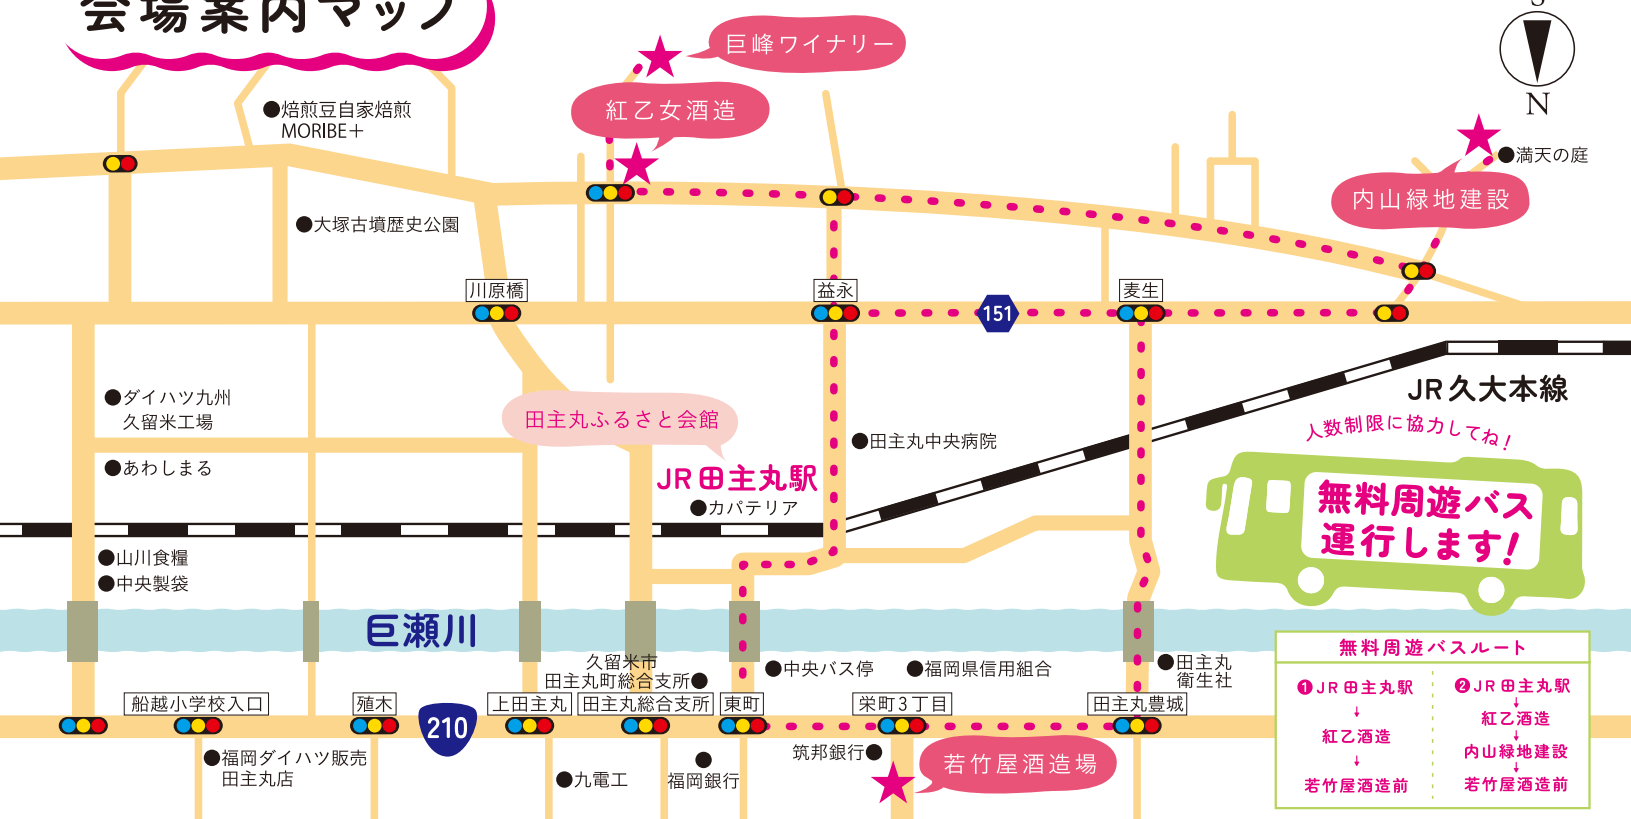 会場案内マップ
S
N
巨峰ワイナリー
紅乙女酒造
焙煎豆自家焙煎
MORIBE＋
満天の庭
内山緑地建設
大塚古墳歴史公園
川原橋
益永
151
麦生
JR久大本線
ダイハツ九州
久留米工場
田主丸ふるさと会館
田主丸中央病院
人数制限に協力してね！
あわしまる
JR田主丸駅
カパテリア
無料周遊バス
運行します！
山川食糧
中央製袋
巨瀬川
久留米市
田主丸町総合支所
中央バス停
福岡県信用組合
田主丸
衛生社
船越小学校入口
殖木
210
上田主丸
田主丸総合支所
東町
栄町3丁目
田主丸豊城
福岡ダイハツ販売
田主丸店
九電工
福岡銀行
筑邦銀行
若竹屋酒造場
無料周遊バスルート
❶JR田主丸駅
↓
紅乙酒造
↓
若竹屋酒造前
❷JR田主丸駅
↓
紅乙酒造
↓
内山緑地建設
↓
若竹屋酒造前